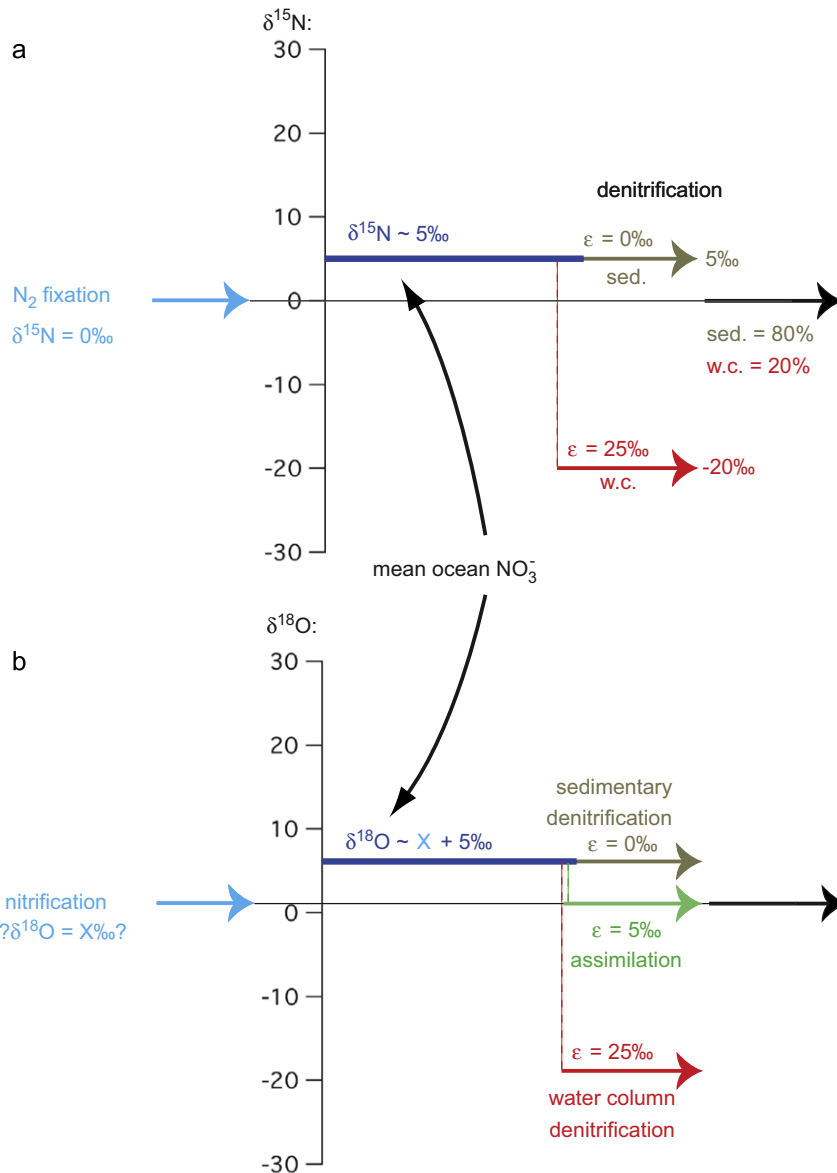 a
δ¹⁵N:
30
20
10
0
-10
-20
-30
N₂ fixation
δ¹⁵N = 0‰
δ¹⁵N ~ 5‰
denitrification
ε = 0‰
sed.
5‰
sed. = 80%
w.c. = 20%
ε = 25‰
w.c.
-20‰
mean ocean NO₃⁻
b
δ¹⁸O:
30
20
10
0
-10
-20
-30
nitrification
?δ¹⁸O = X‰?
δ¹⁸O ~ X + 5‰
sedimentary
denitrification
ε = 0‰
ε = 5‰
assimilation
ε = 25‰
water column
denitrification